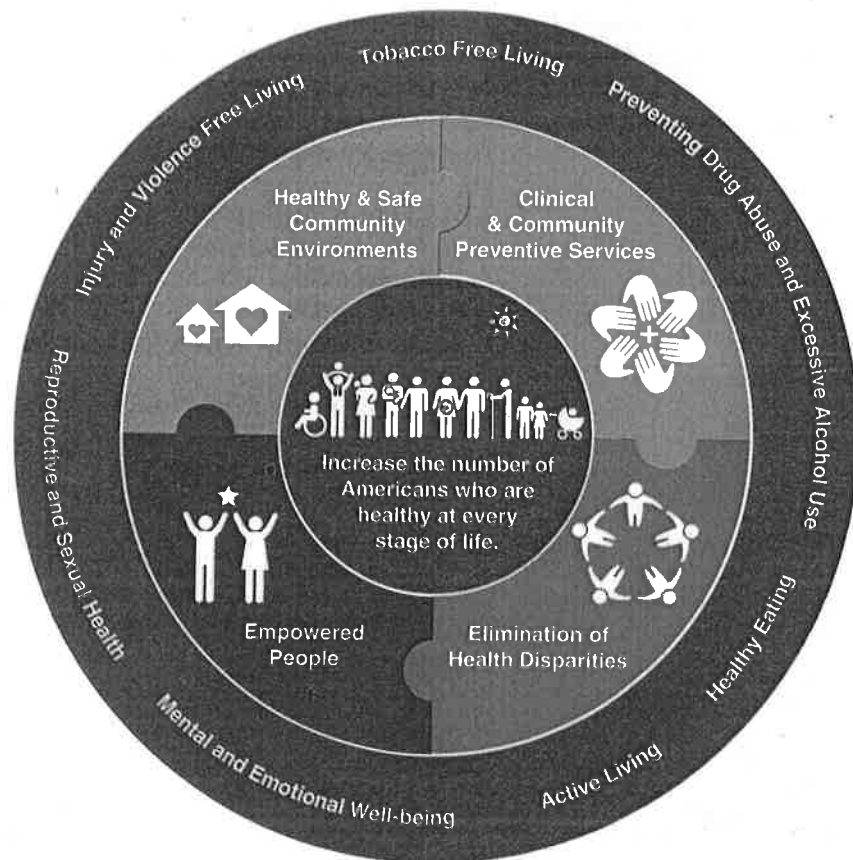 Tobacco Free Living
Preventing Drug Abuse and Excessive Alcohol Use
Healthy Eating
Active Living
Mental and Emotional Well-being
Reproductive and Sexual Health
Injury and Violence Free Living
Healthy & Safe
Community
Environments
Clinical
& Community
Preventive Services
Empowered
People
Elimination of
Health Disparities
Increase the number of
Americans who are
healthy at every
stage of life.